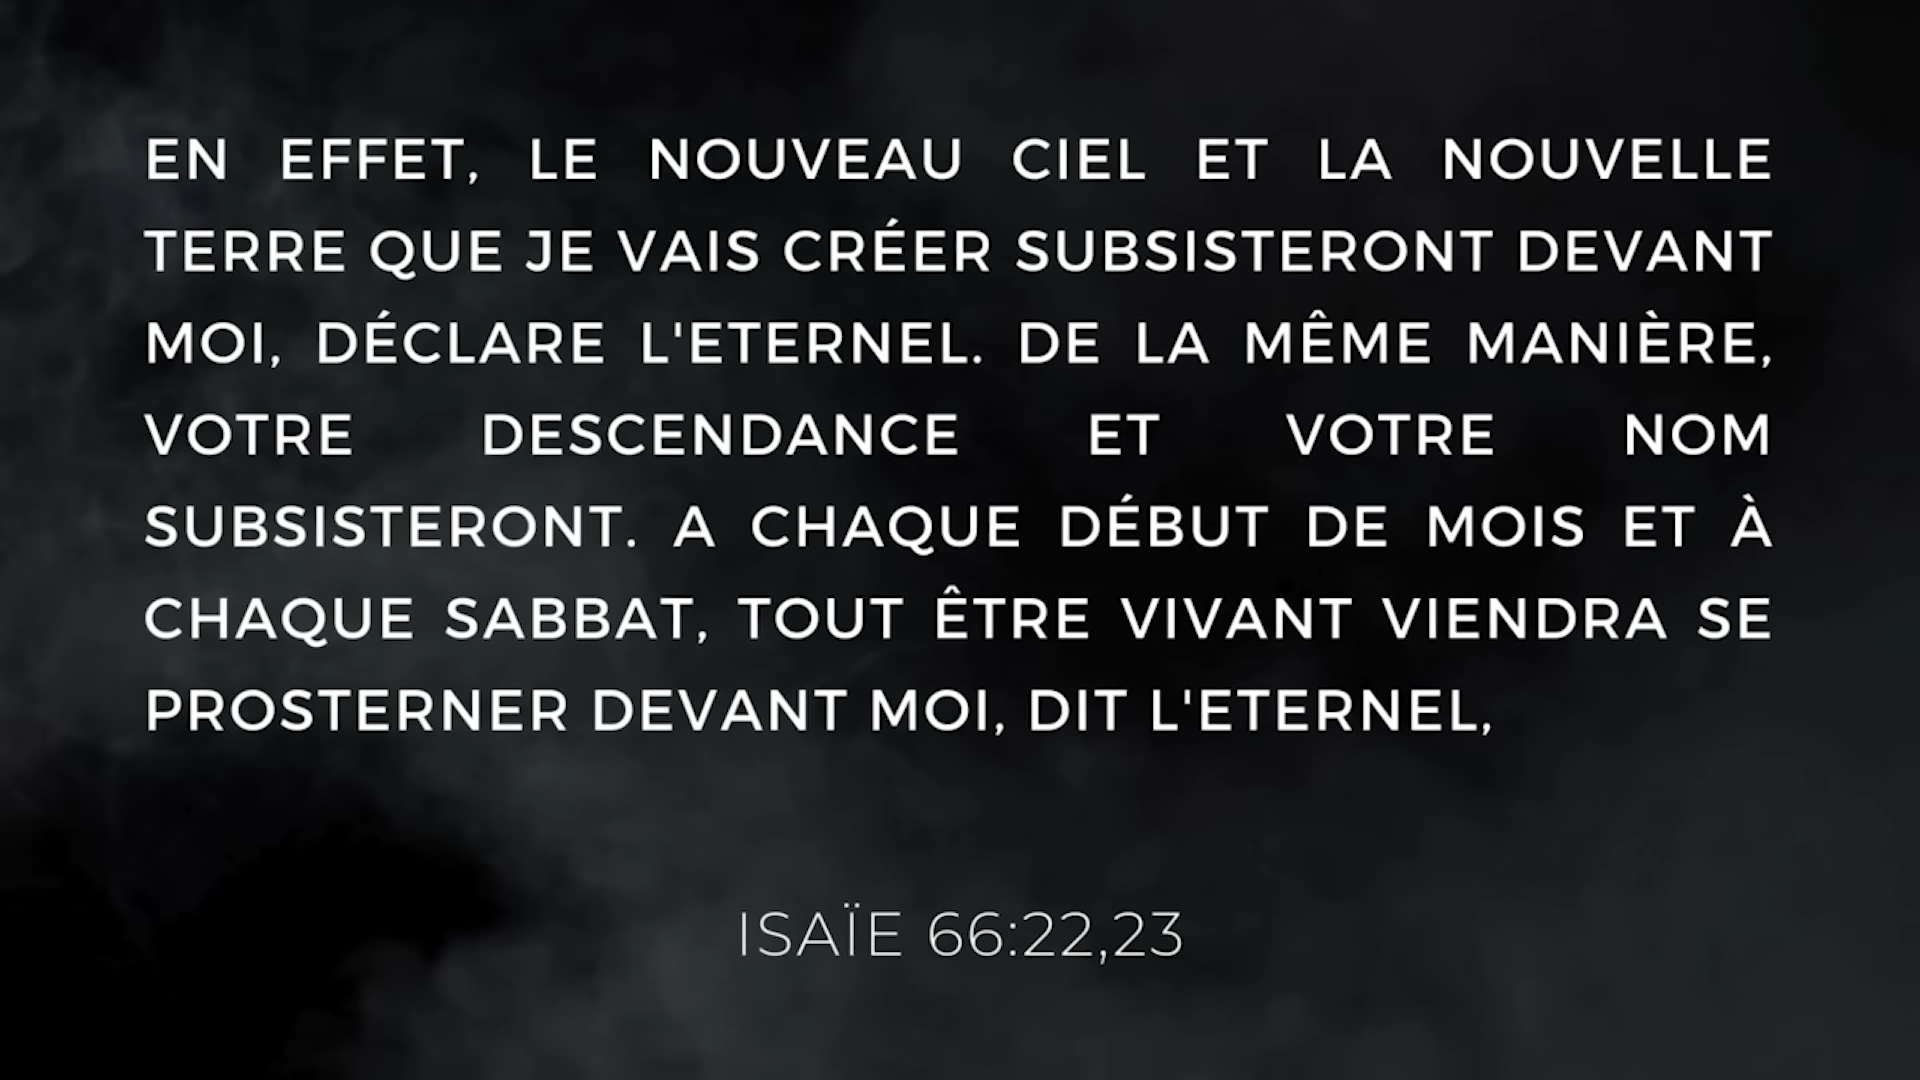 EN EFFET, LE NOUVEAU CIEL ET LA NOUVELLE
TERRE QUE JE VAIS CRÉER SUBSISTERONT DEVANT
MOI, DÉCLARE L'ETERNEL. DE LA MÊME MANIÈRE,
VOTRE DESCENDANCE ET VOTRE NOM
SUBSISTERONT. A CHAQUE DÉBUT DE MOIS ET À
CHAQUE SABBAT, TOUT ÊTRE VIVANT VIENDRA SE
PROSTERNER DEVANT MOI, DIT L'ETERNEL,
ISAÏE 66:22,23